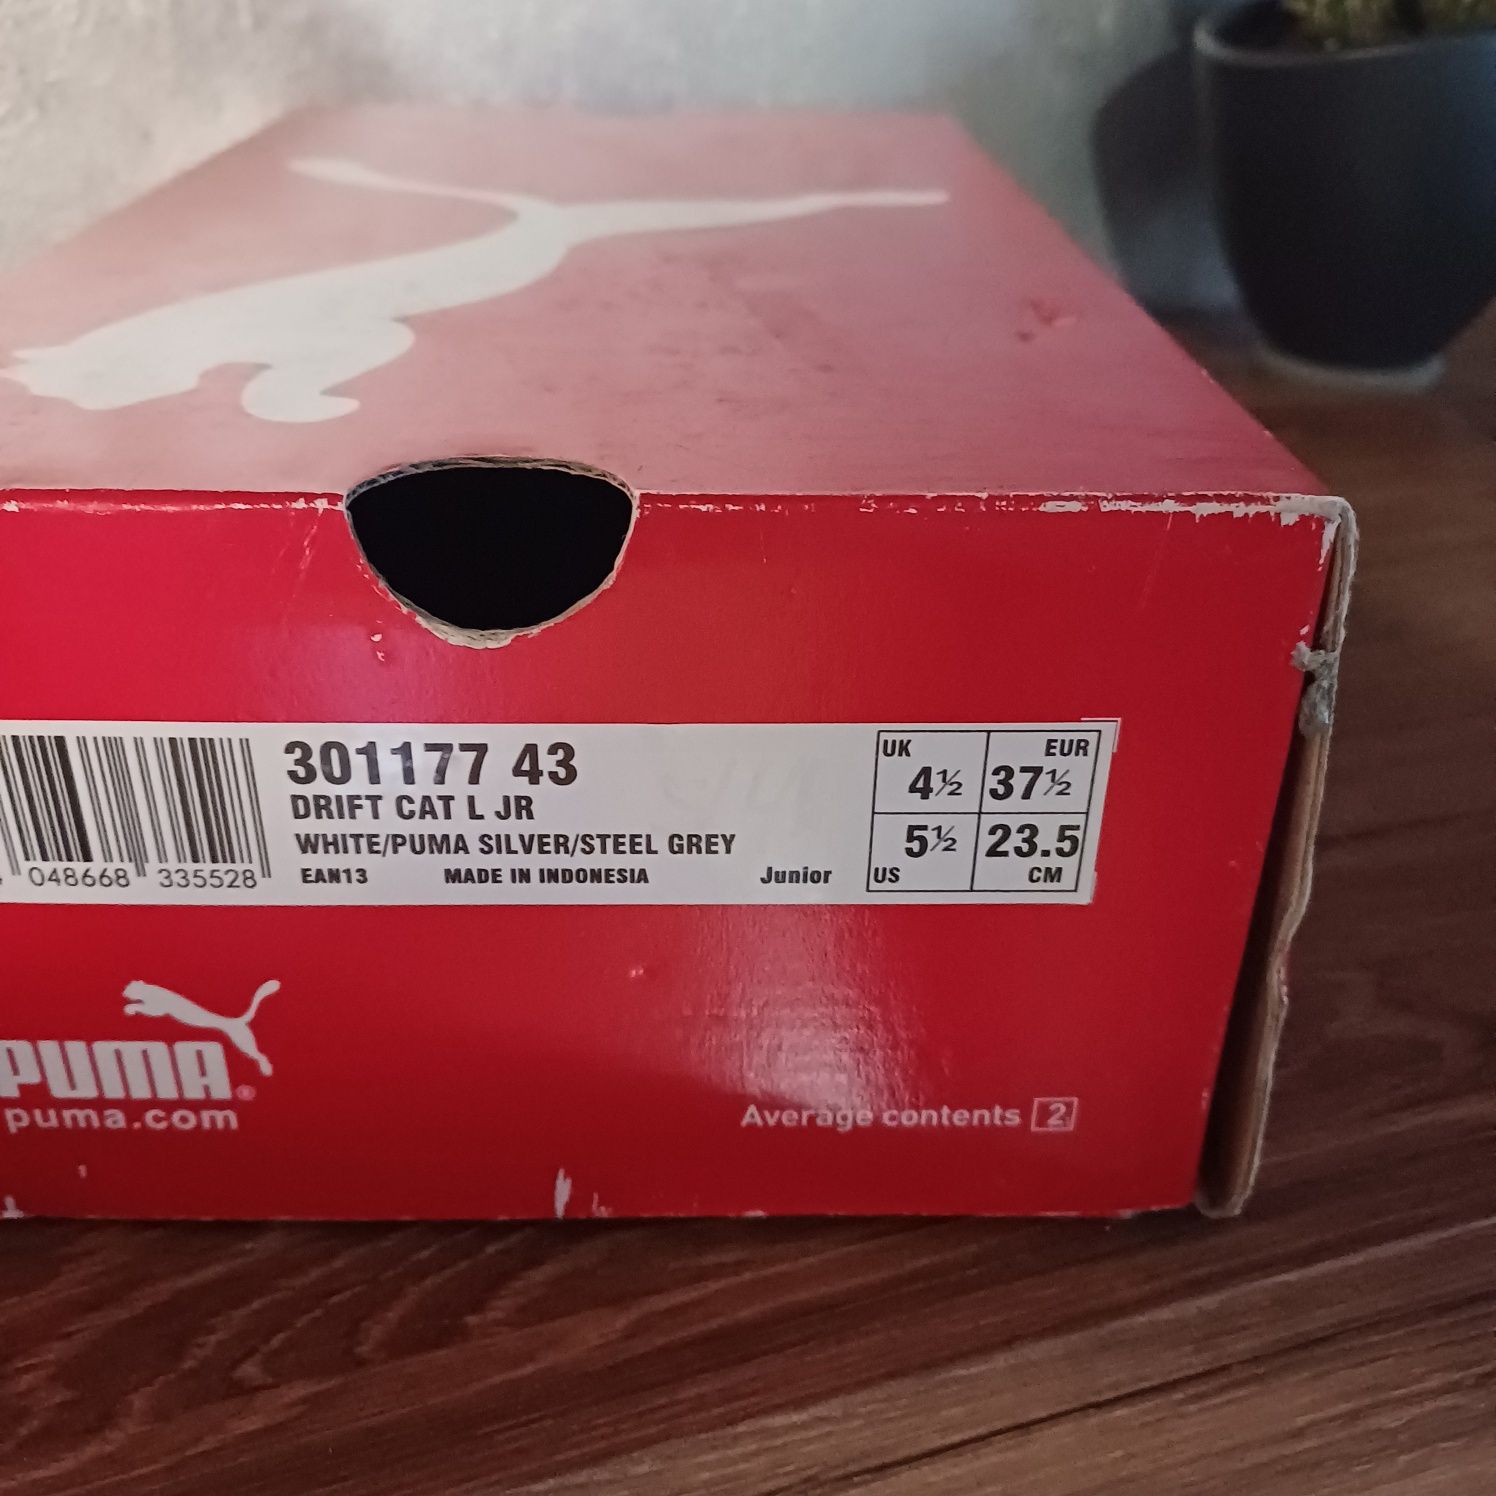 301177 43
DRIFT CAT L JR
WHITE/PUMA SILVER/STEEL GREY
048668 335528 EAN13 MADE IN INDONESIA Junior
UK 4½
EUR 37½
5½ US
23.5 CM
PUMA
puma.com
Average contents 2